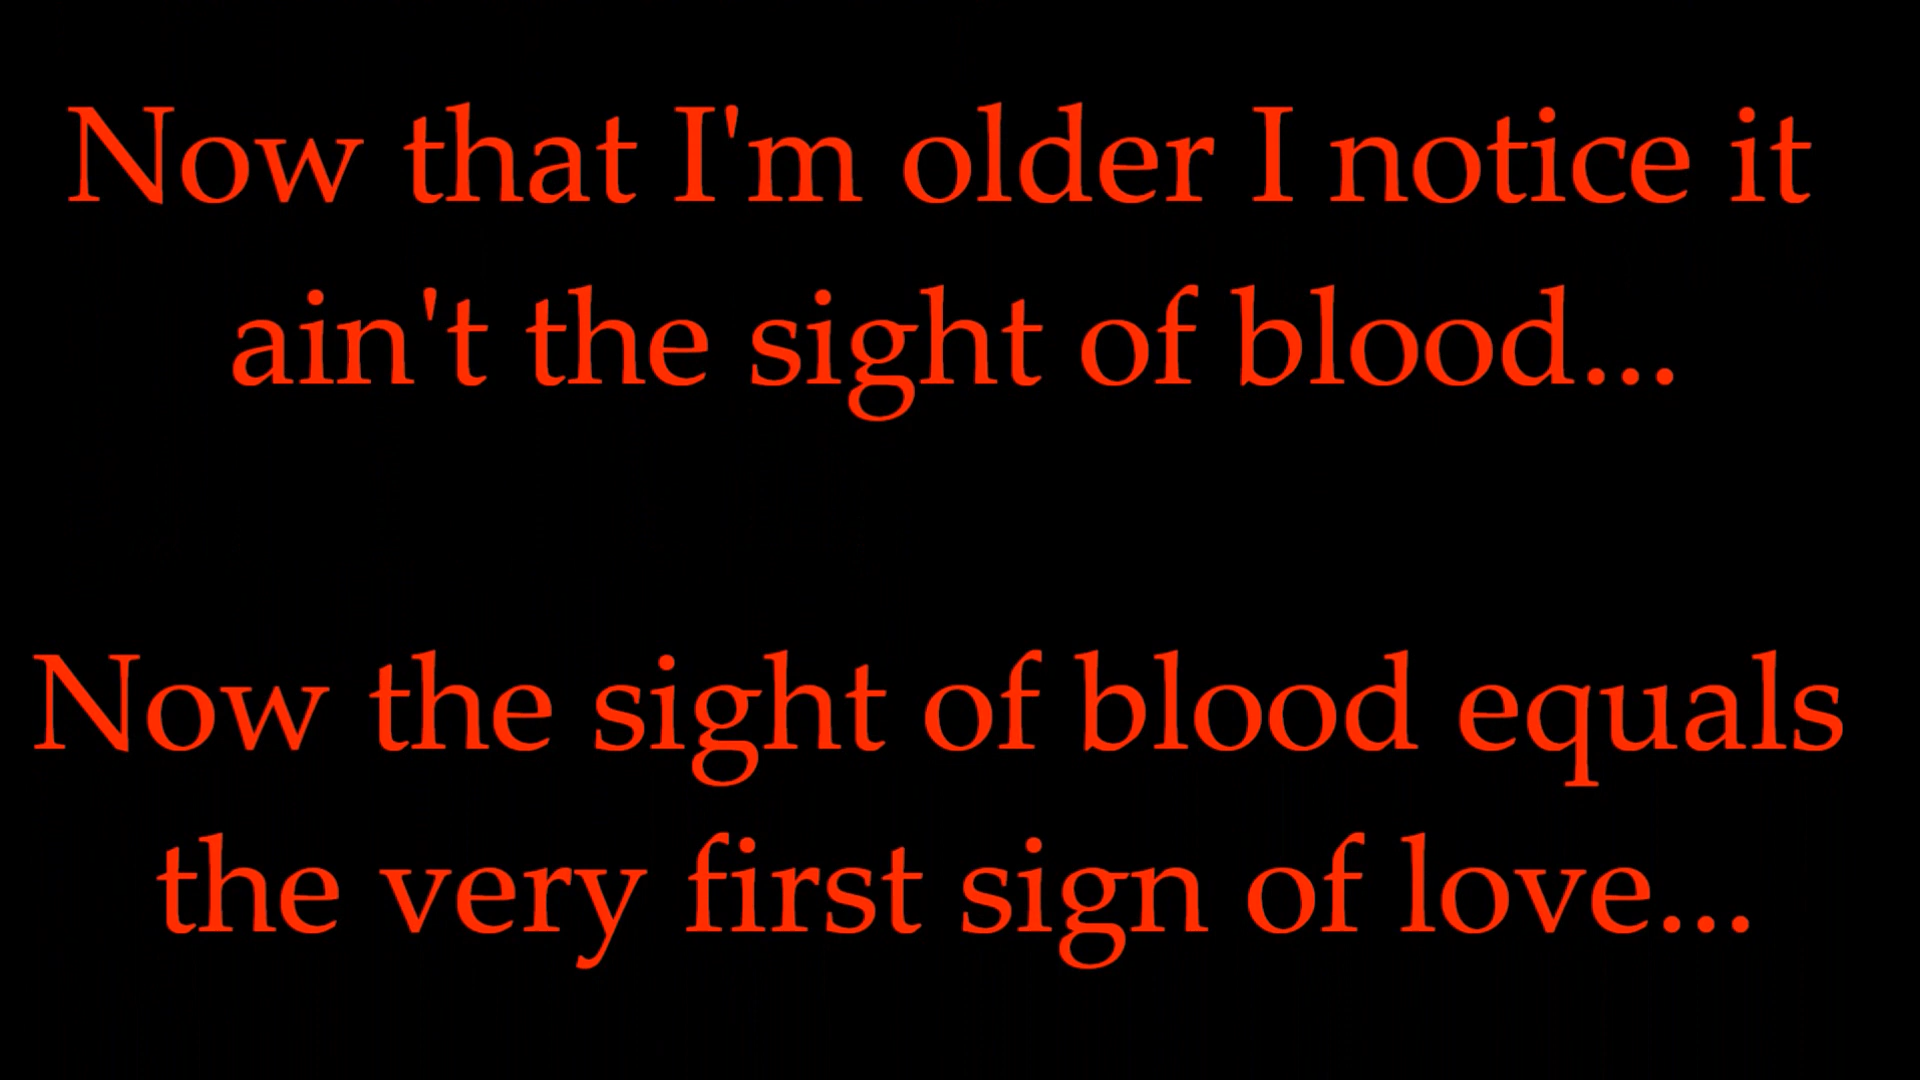 Now that I'm older I notice it
ain't the sight of blood...
Now the sight of blood equals
the very first sign of love...